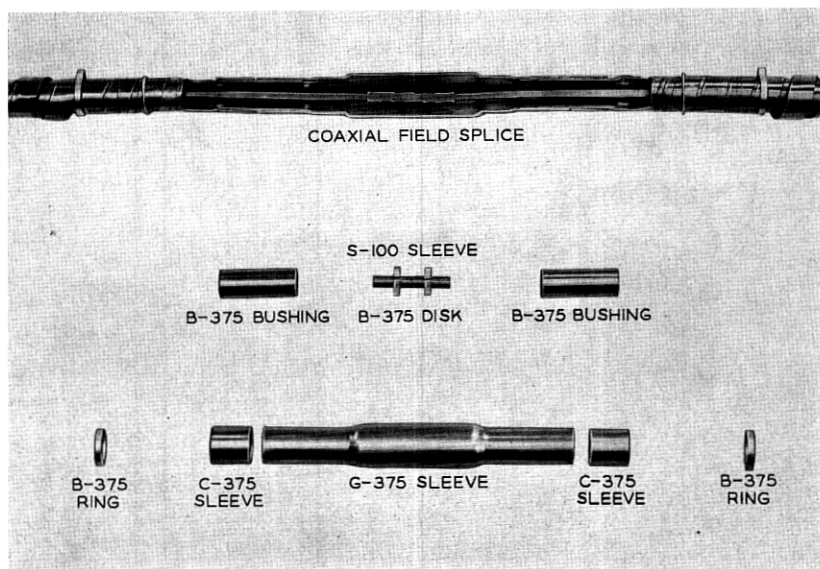 COAXIAL FIELD SPLICE
S-100 SLEEVE
B-375 BUSHING
B-375 DISK
B-375 BUSHING
B-375
RING
C-375
SLEEVE
G-375 SLEEVE
C-375
SLEEVE
B-375
RING